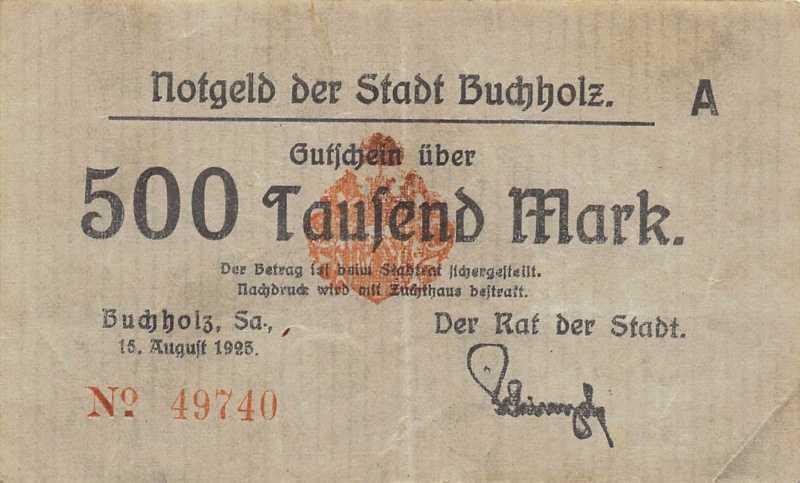 Notgeld der Stadt Buchholz. A
Gutschein über
500 Tausend Mark.
Der Betrag ist beim Stadtrat sichergestellt.
Nachdruck wird mit Zuchthaus bestraft.
Buchholz, Sa., Der Rat der Stadt.
15. August 1923.
No 49740